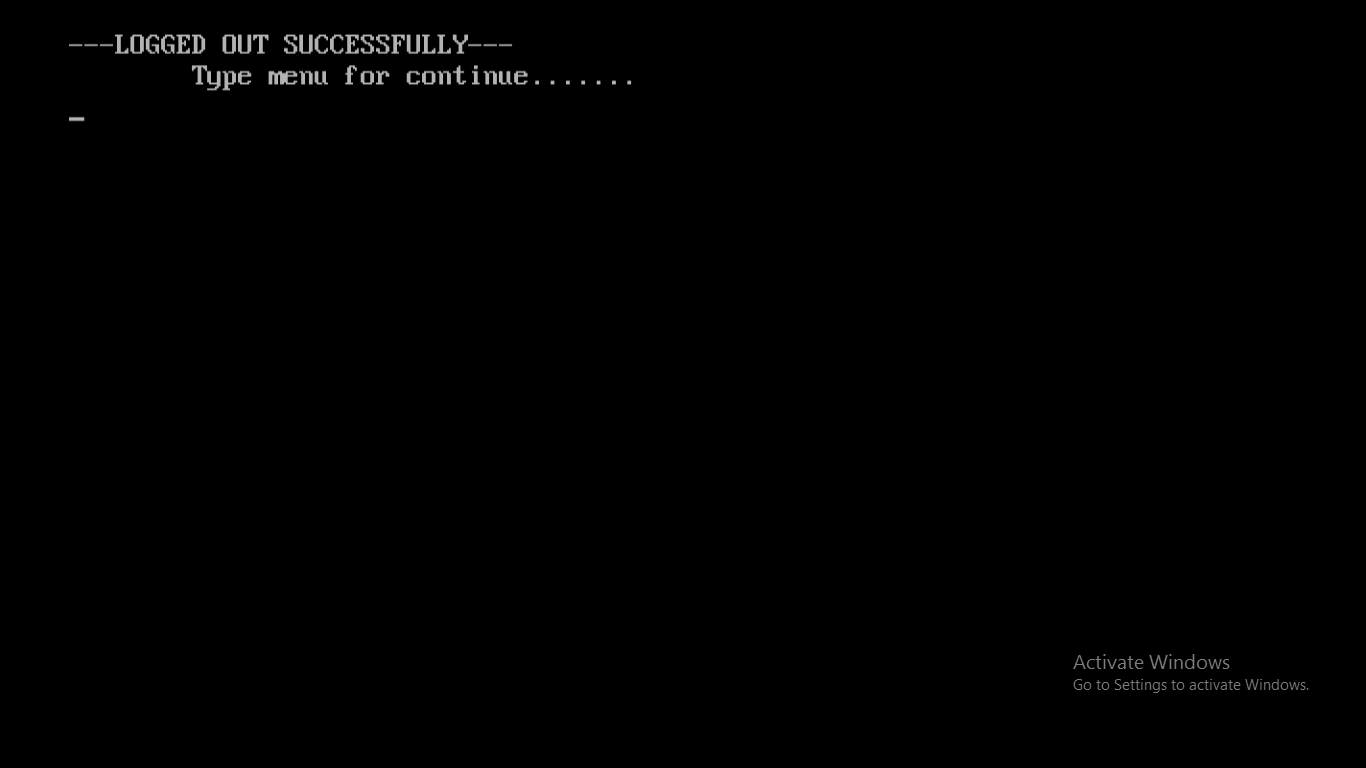 ---LOGGED OUT SUCCESSFULLY---
Type menu for continue.......
Activate Windows
Go to Settings to activate Windows.